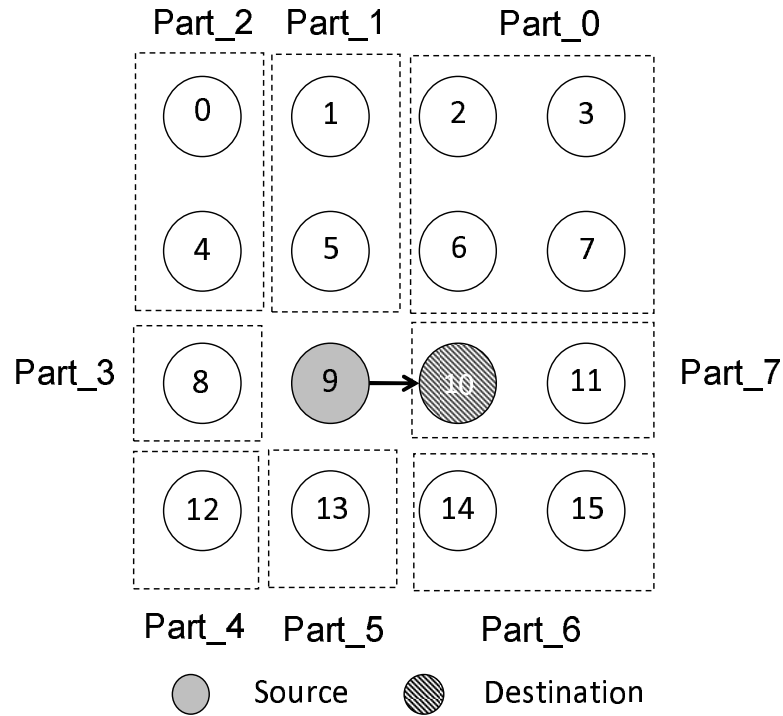 Part_2 Part_1 Part_0
0 1 2 3
4 5 6 7
Part_3 8 9 10 11 Part_7
12 13 14 15
Part_4 Part_5 Part_6
Source Destination